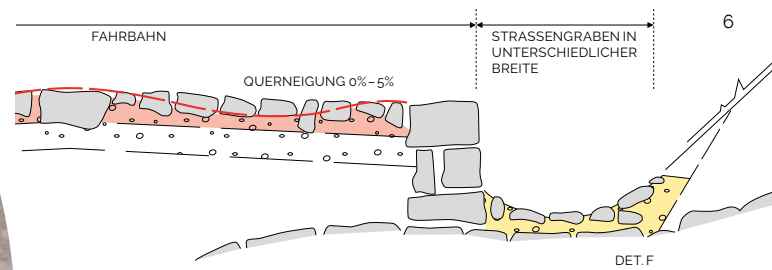 6
FAHRBAHN
STRASSENGRABEN IN
UNTERSCHIEDLICHER
BREITE
QUERNEIGUNG 0%–5%
DET. F